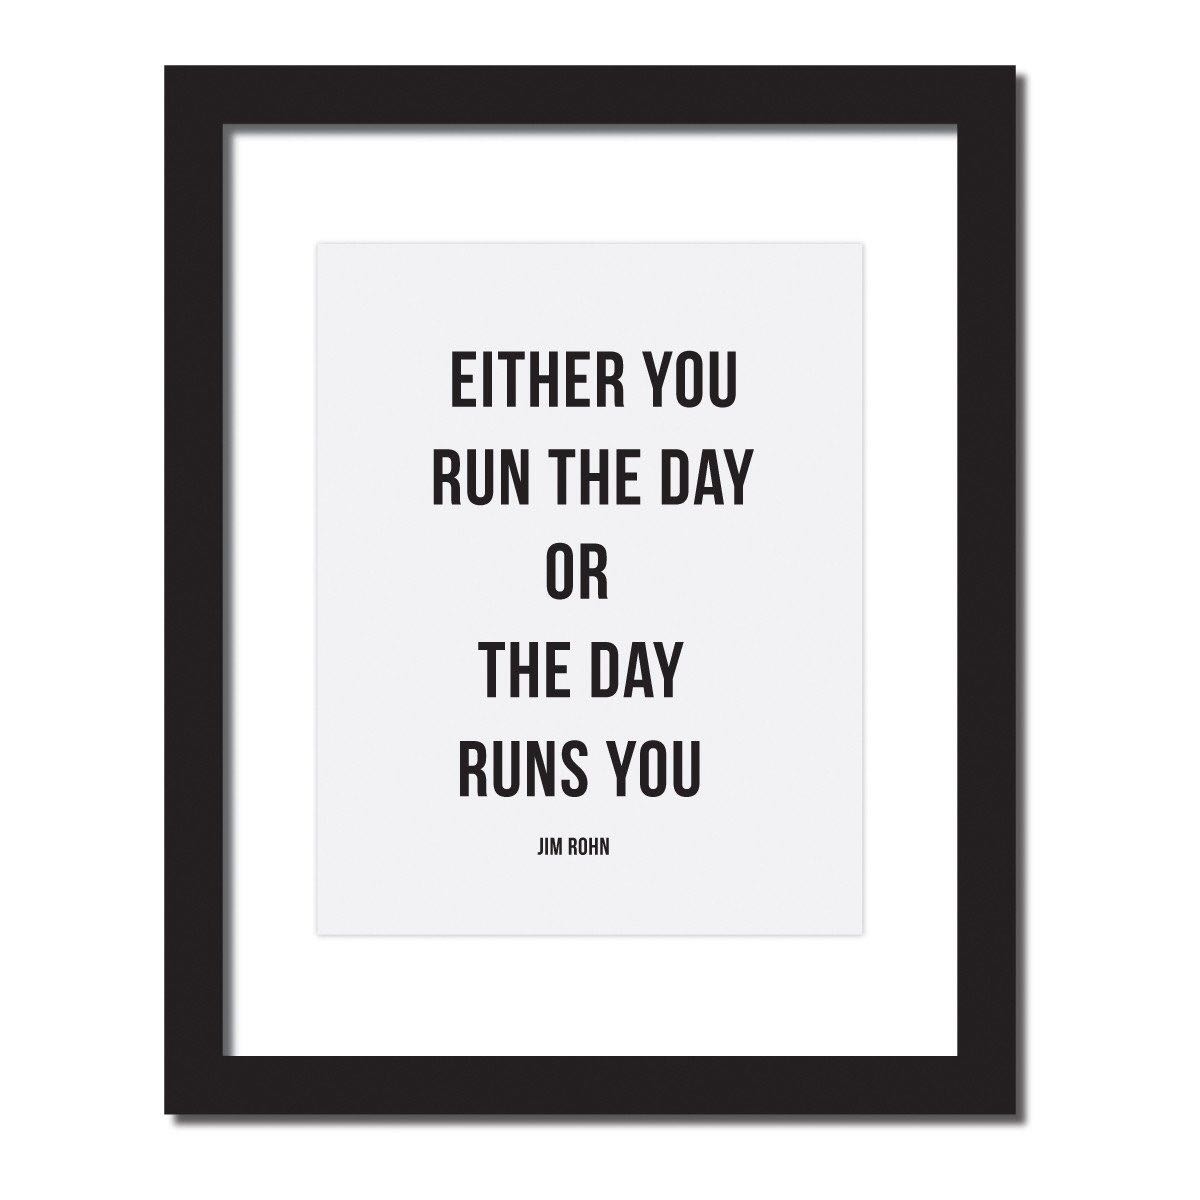 EITHER YOU
RUN THE DAY
OR
THE DAY
RUNS YOU
JIM ROHN